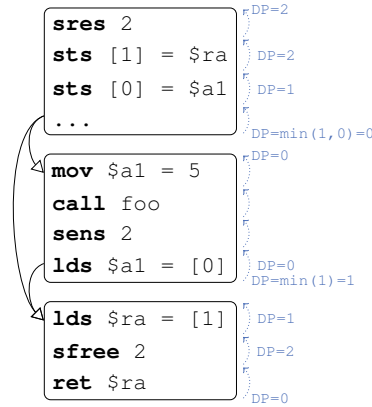 sres 2
DP=2
sts [1] = $ra
DP=2
sts [0] = $a1
DP=1
...
DP=min(1,0)=0
mov $a1 = 5
DP=0
call foo
sens 2
lds $a1 = [0]
DP=0
DP=min(1)=1
lds $ra = [1]
DP=1
sfree 2
DP=2
ret $ra
DP=0